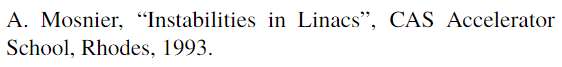 A. Mosnier, “Instabilities in Linacs”, CAS Accelerator
School, Rhodes, 1993.